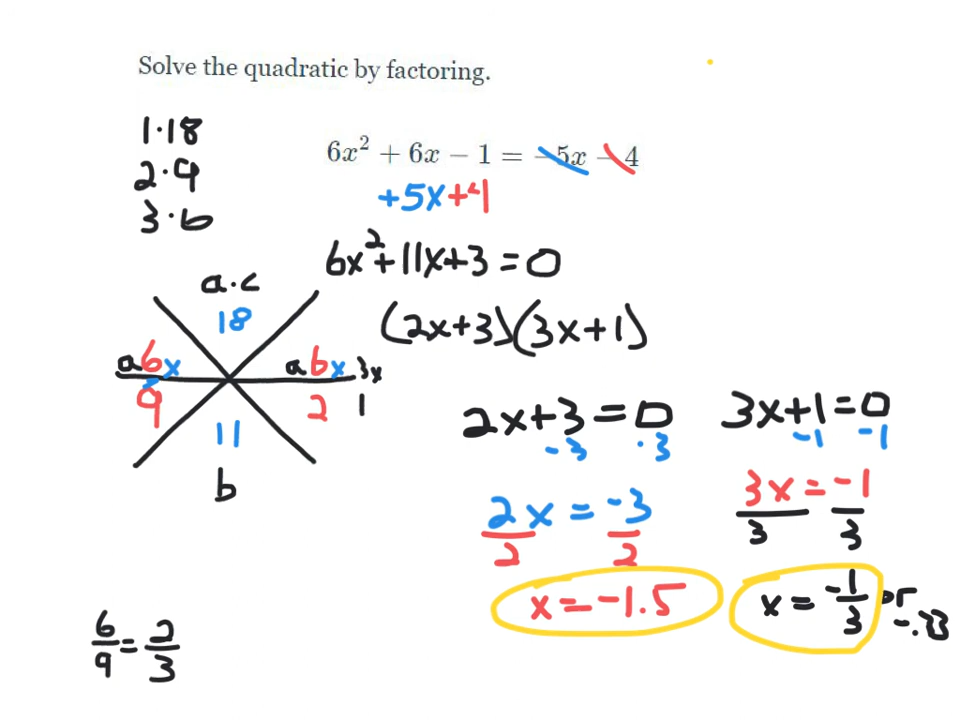 Solve the quadratic by factoring.
1·18
2·9
3·6
6x² + 6x − 1 = −5x − 4
+5x+4
6x²+11x+3=0
(2x+3)(3x+1)
a·c
18
a6x
9
a6x 3x
2 1
11
b
2x+3=0
-3 -3
2x=-3
2 2
x=-1.5
3x+1=0
-1 -1
3x=-1
3 3
x=-1/3 or -.33
6/9=2/3